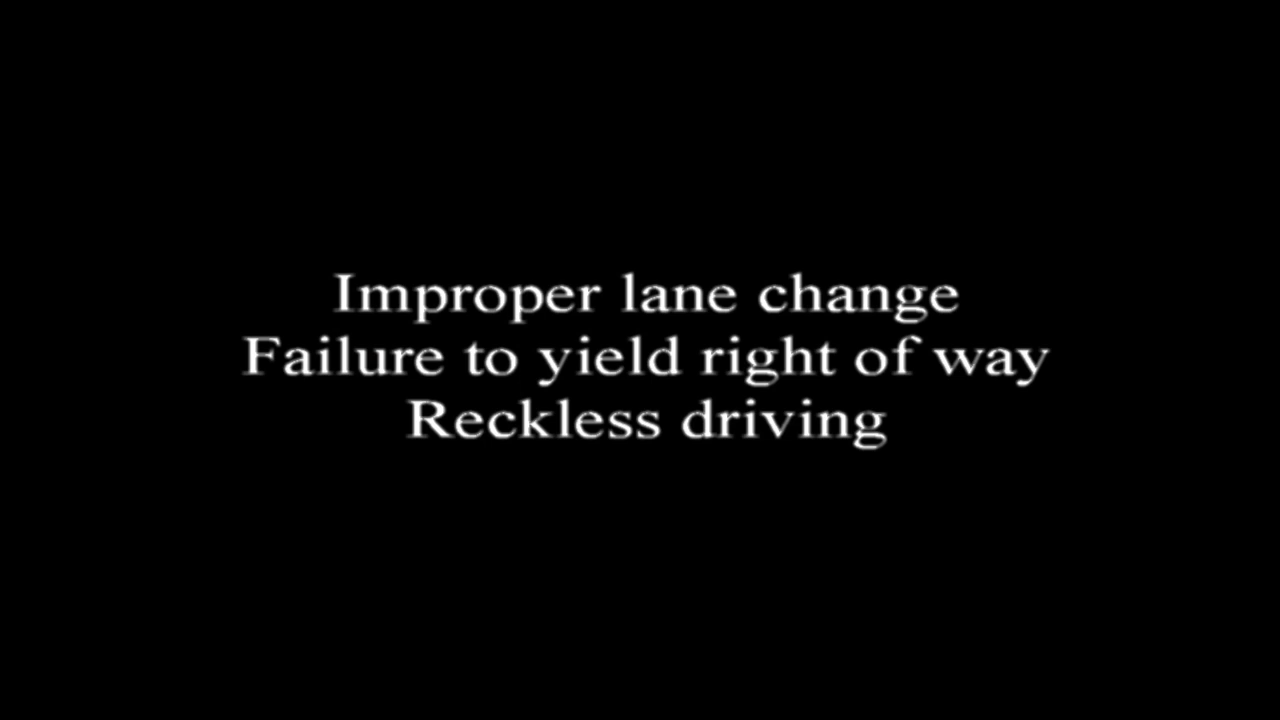 Improper lane change
Failure to yield right of way
Reckless driving